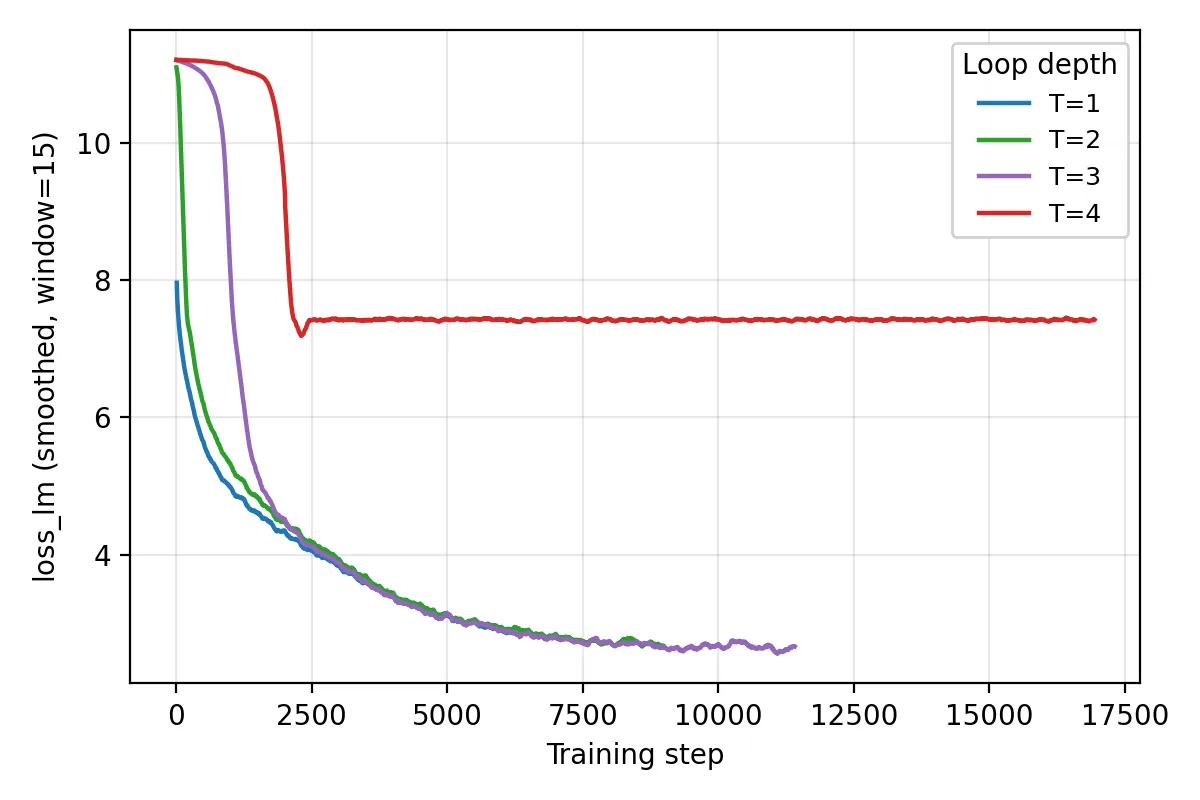 loss_lm (smoothed, window=15)
10
8
6
4
Loop depth
T=1
T=2
T=3
T=4
0 2500 5000 7500 10000 12500 15000 17500
Training step